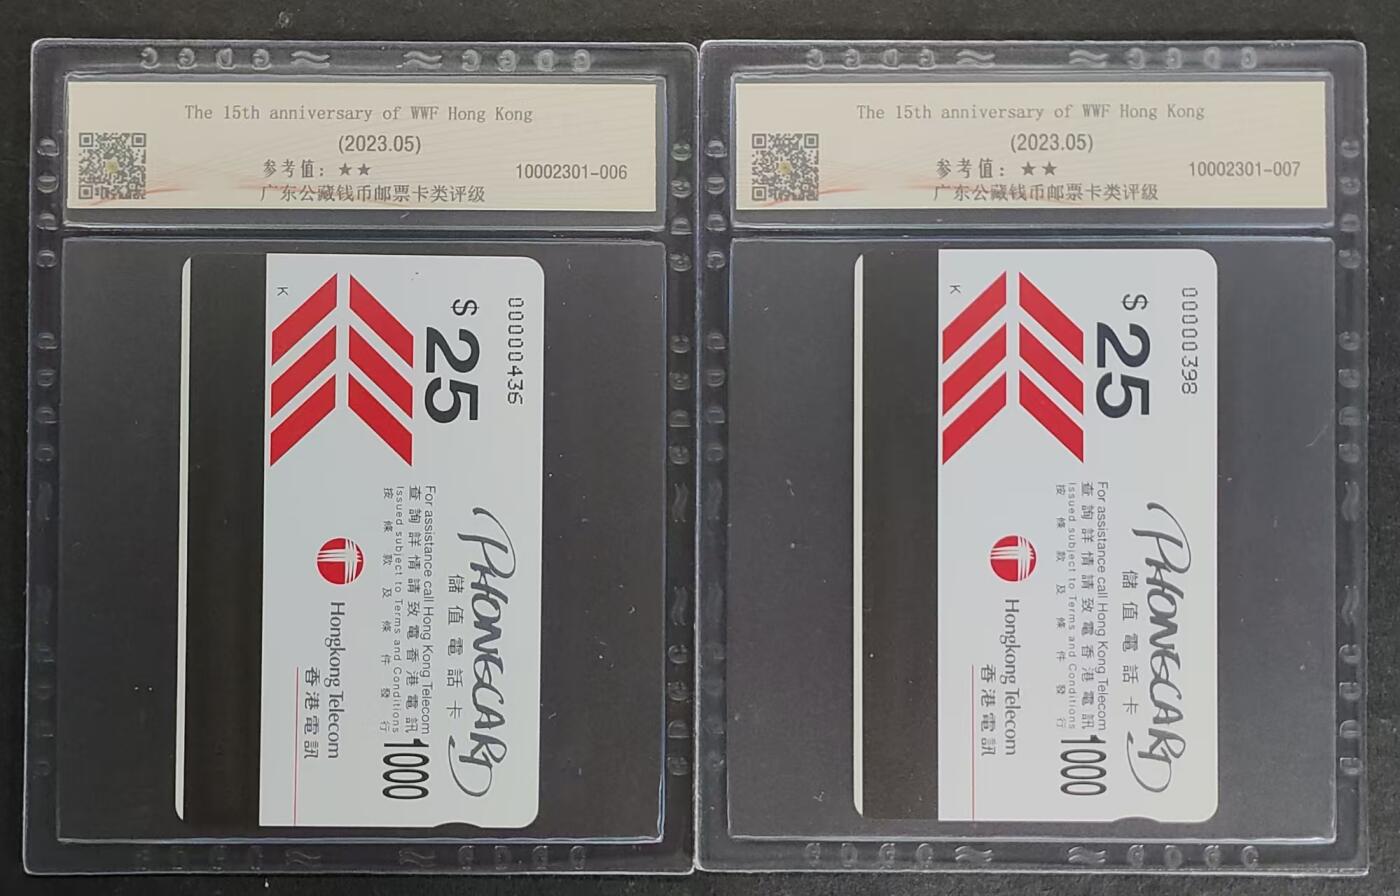 The 15th anniversary of WWF Hong Kong
(2023.05)
参考值：★★
10002301-006
广东公藏钱币邮票卡类评级
00000436
$25
K
PHONECARD
儲值電話卡
For assistance call Hong Kong Telecom
查詢詳情請致電香港電訊
Issued subject to Terms and Conditions
按條款及條件發行
1000
Hongkong Telecom
香港電訊
The 15th anniversary of WWF Hong Kong
(2023.05)
参考值：★★
10002301-007
广东公藏钱币邮票卡类评级
00000398
$25
K
PHONECARD
儲值電話卡
For assistance call Hong Kong Telecom
查詢詳情請致電香港電訊
Issued subject to Terms and Conditions
按條款及條件發行
1000
Hongkong Telecom
香港電訊